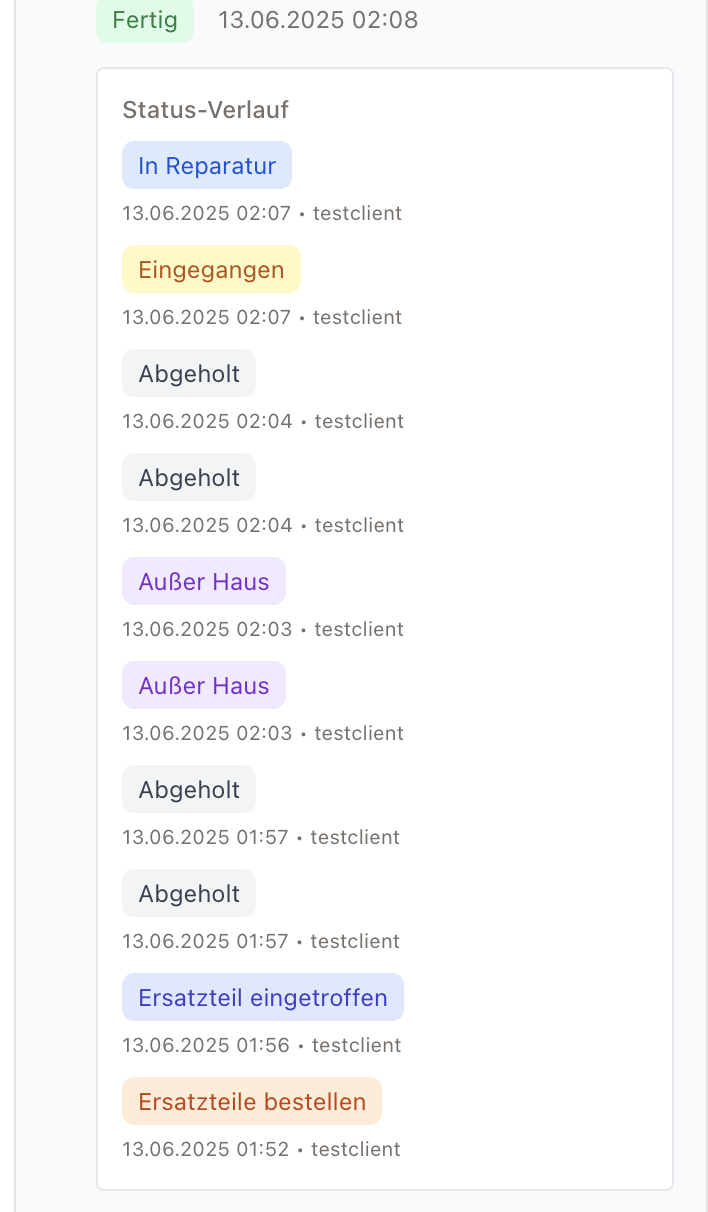 Fertig 13.06.2025 02:08
Status-Verlauf
In Reparatur
13.06.2025 02:07 • testclient
Eingegangen
13.06.2025 02:07 • testclient
Abgeholt
13.06.2025 02:04 • testclient
Abgeholt
13.06.2025 02:04 • testclient
Außer Haus
13.06.2025 02:03 • testclient
Außer Haus
13.06.2025 02:03 • testclient
Abgeholt
13.06.2025 01:57 • testclient
Abgeholt
13.06.2025 01:57 • testclient
Ersatzteil eingetroffen
13.06.2025 01:56 • testclient
Ersatzteile bestellen
13.06.2025 01:52 • testclient